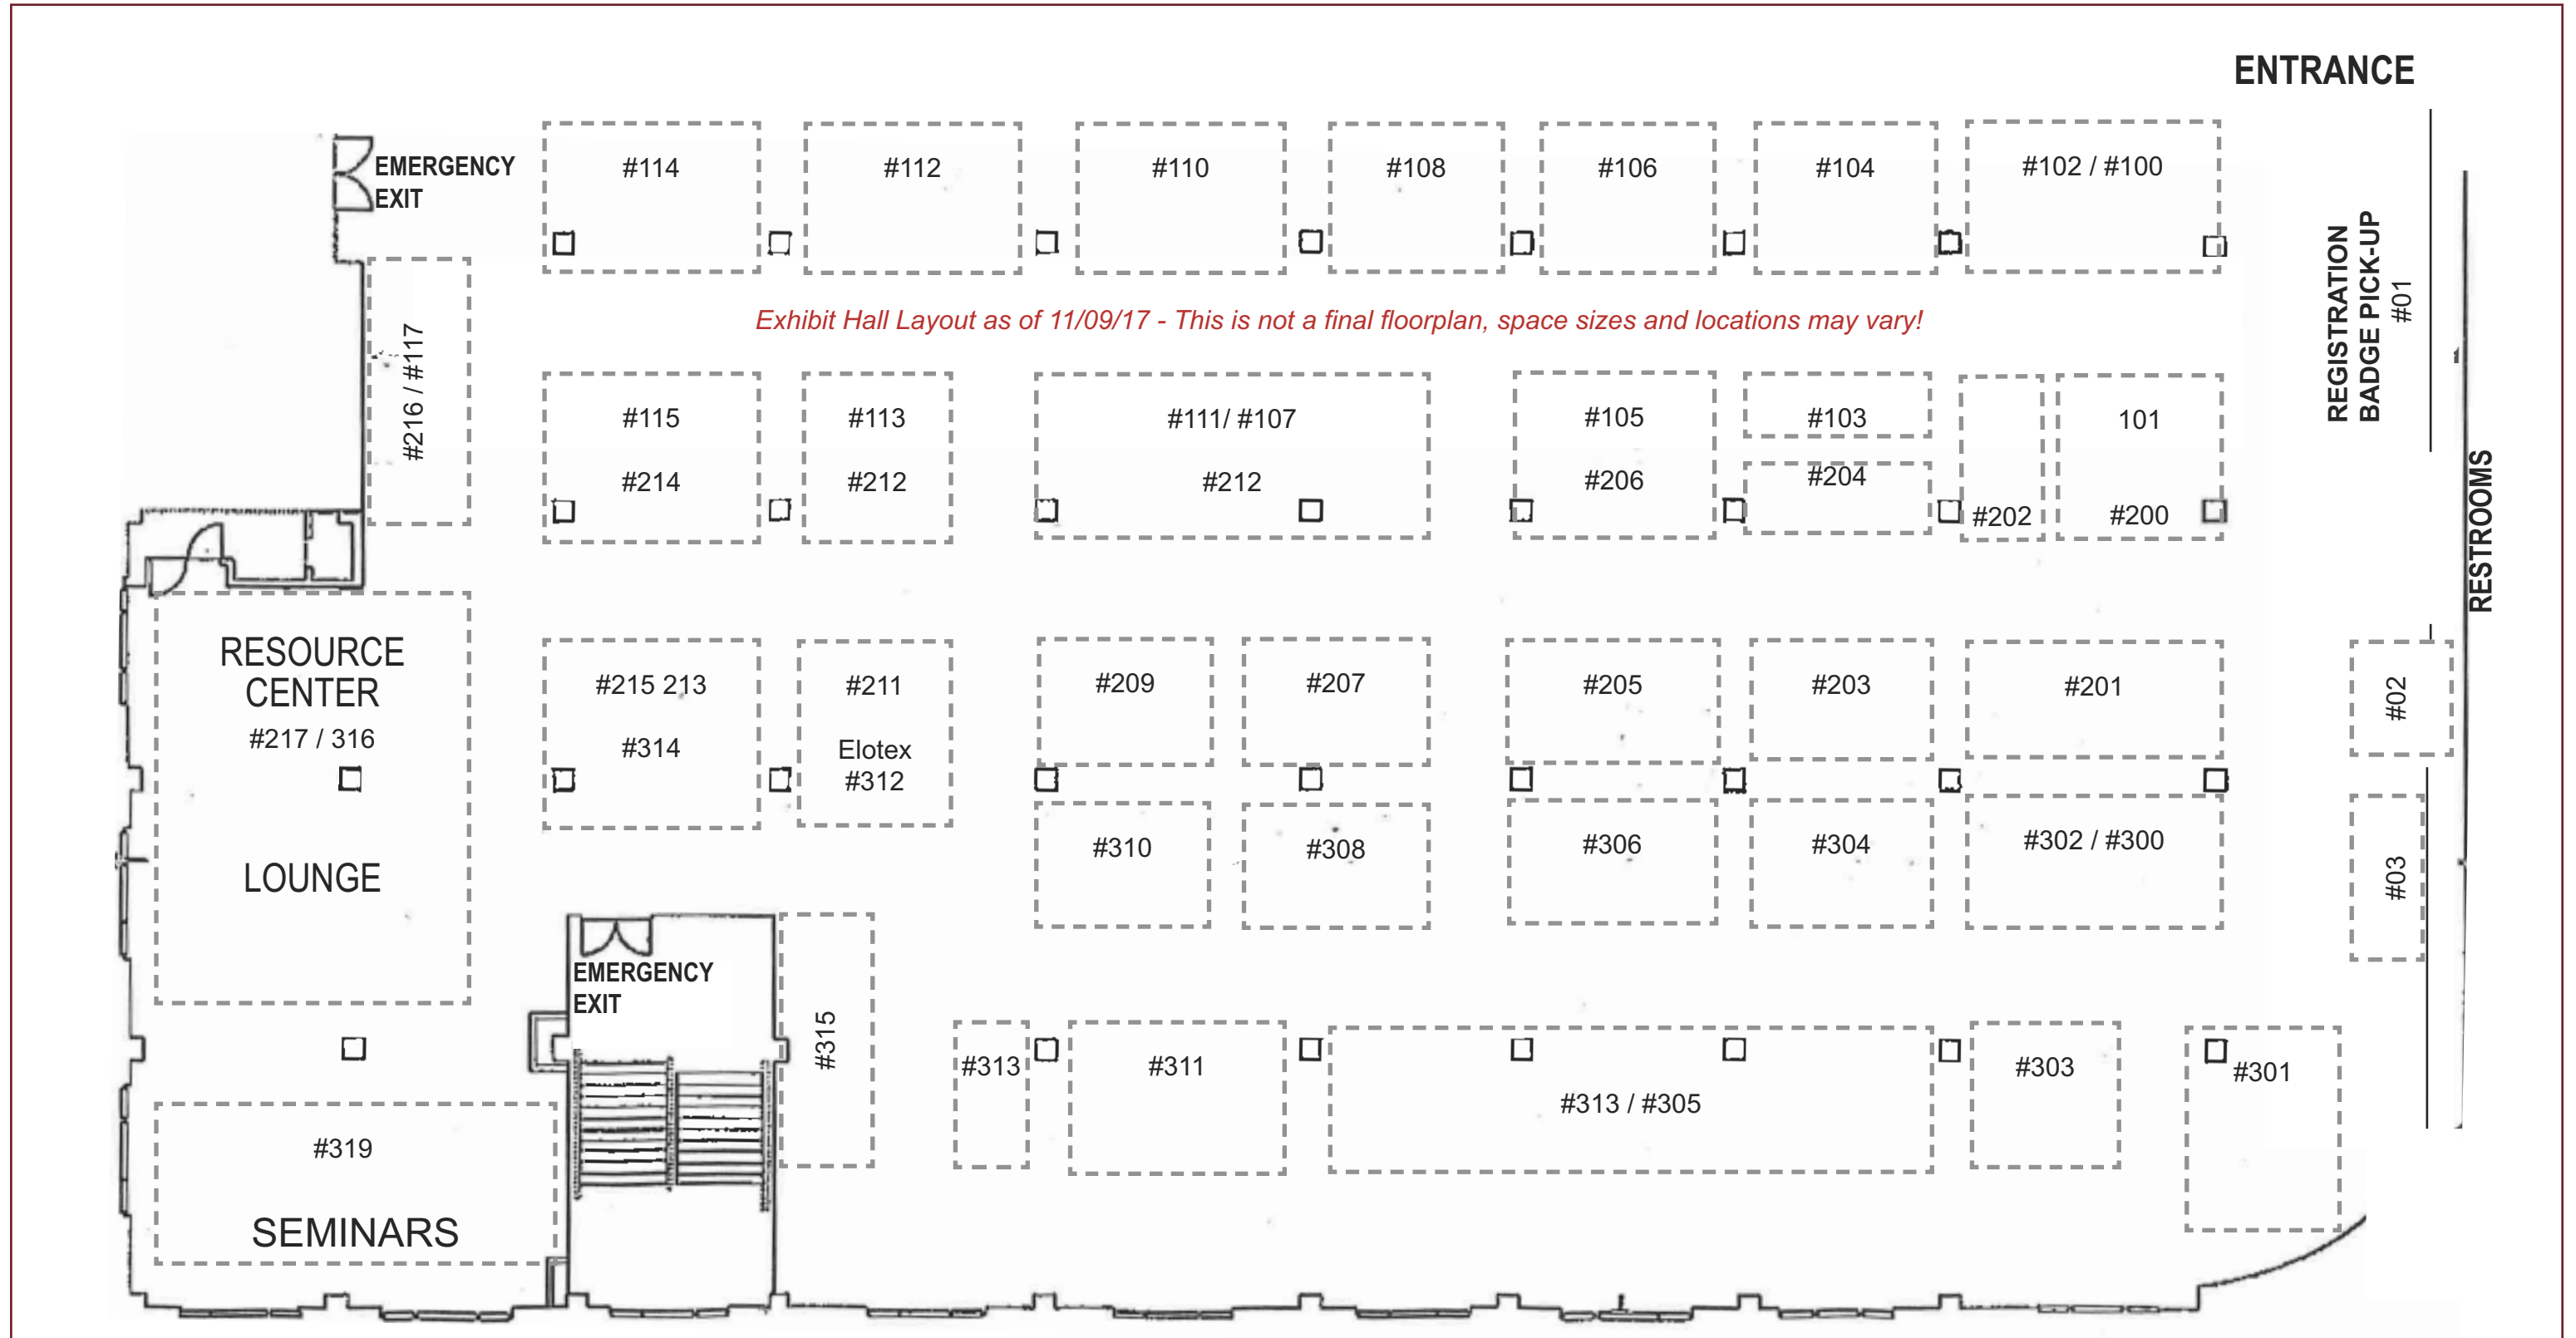 ENTRANCE
EMERGENCY
EXIT
#114
#112
#110
#108
#106
#104
#102 / #100
REGISTRATION
BADGE PICK-UP
#01
Exhibit Hall Layout as of 11/09/17 - This is not a final floorplan, space sizes and locations may vary!
#216 / #117
#115
#214
#113
#212
#111/ #107
#212
#105
#206
#103
#204
#202
101
#200
RESTROOMS
RESOURCE
CENTER
#217 / 316
LOUNGE
#215 213
#314
#211
Elotex
#312
#209
#207
#205
#203
#201
#02
#310
#308
#306
#304
#302 / #300
#03
EMERGENCY
EXIT
#315
#313
#311
#313 / #305
#303
#301
#319
SEMINARS